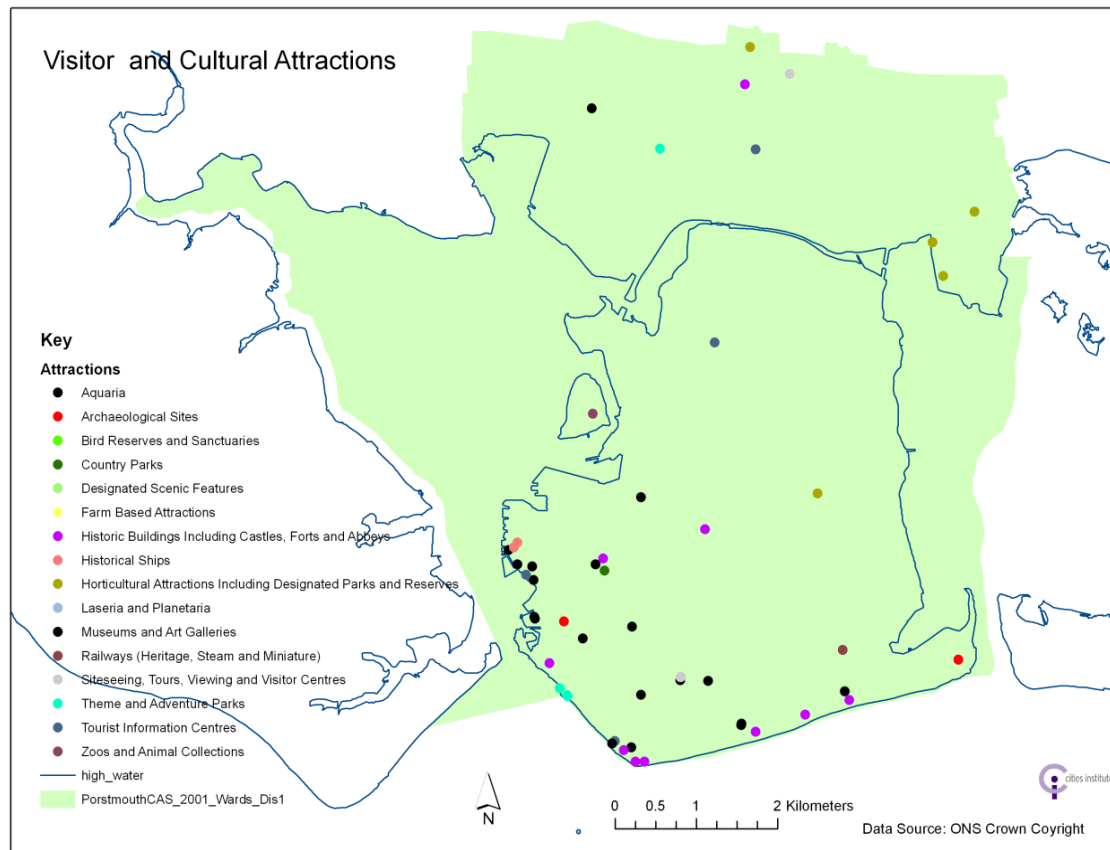 Visitor  and Cultural Attractions
Key
Attractions
Aquaria
Archaeological Sites
Bird Reserves and Sanctuaries
Country Parks
Designated Scenic Features
Farm Based Attractions
Historic Buildings Including Castles, Forts and Abbeys
Historical Ships
Horticultural Attractions Including Designated Parks and Reserves
Laseria and Planetaria
Museums and Art Galleries
Railways (Heritage, Steam and Miniature)
Siteseeing, Tours, Viewing and Visitor Centres
Theme and Adventure Parks
Tourist Information Centres
Zoos and Animal Collections
high_water
PorstmouthCAS_2001_Wards_Dis1
N
0 0.5 1 2 Kilometers
cities institute
Data Source: ONS Crown Coyright